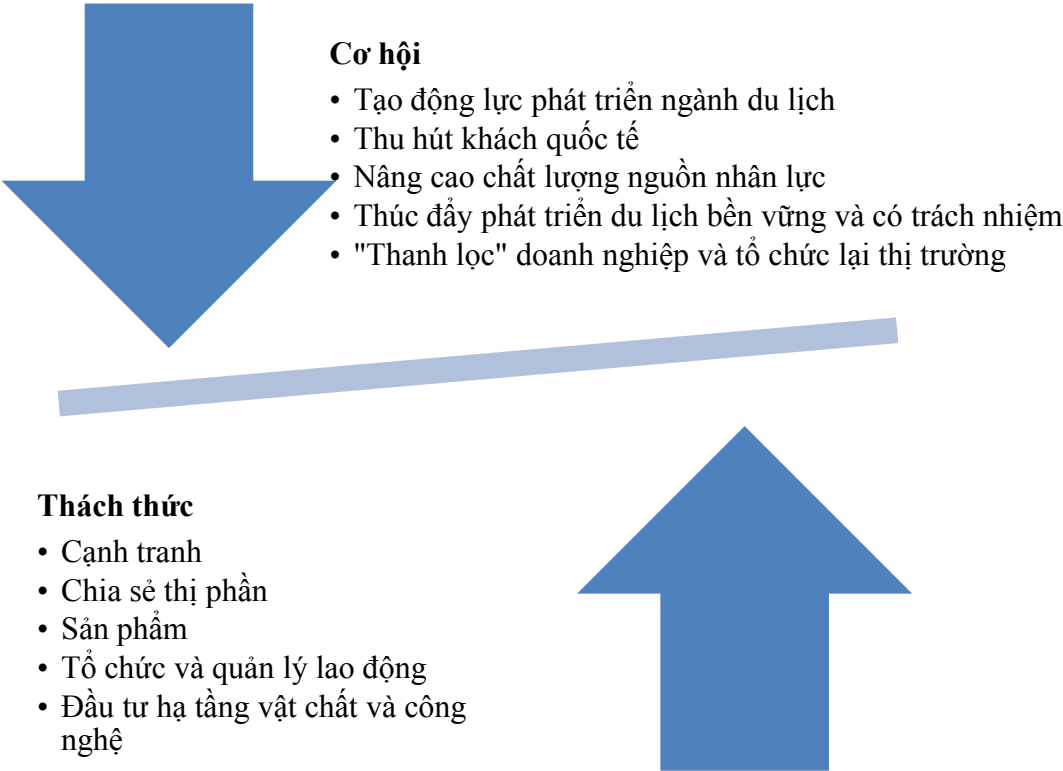 Cơ hội
• Tạo động lực phát triển ngành du lịch
• Thu hút khách quốc tế
• Nâng cao chất lượng nguồn nhân lực
• Thúc đẩy phát triển du lịch bền vững và có trách nhiệm
• "Thanh lọc" doanh nghiệp và tổ chức lại thị trường
Thách thức
• Cạnh tranh
• Chia sẻ thị phần
• Sản phẩm
• Tổ chức và quản lý lao động
• Đầu tư hạ tầng vật chất và công
nghệ